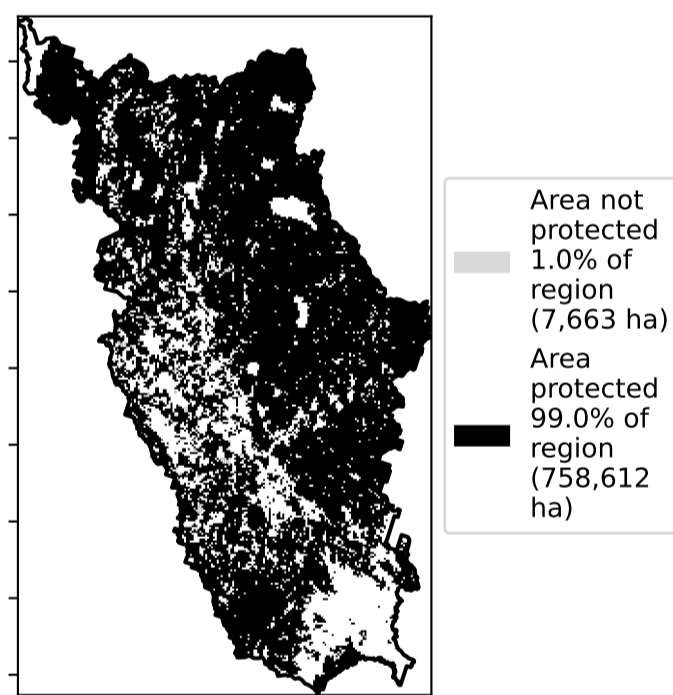 Area not
protected
1.0% of
region
(7,663 ha)
Area
protected
99.0% of
region
(758,612
ha)